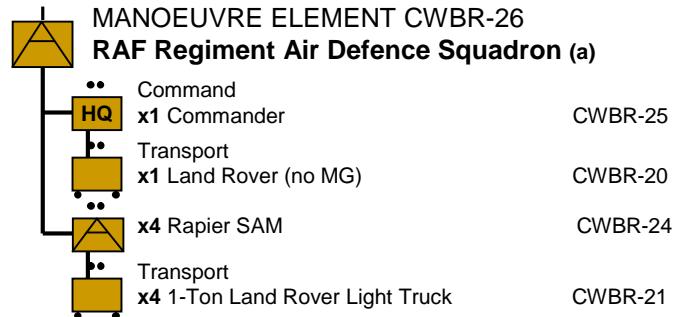 MANOEUVRE ELEMENT CWBR-26
RAF Regiment Air Defence Squadron (a)
Command
HQ x1 Commander CWBR-25
Transport
x1 Land Rover (no MG) CWBR-20
x4 Rapier SAM CWBR-24
Transport
x4 1-Ton Land Rover Light Truck CWBR-21